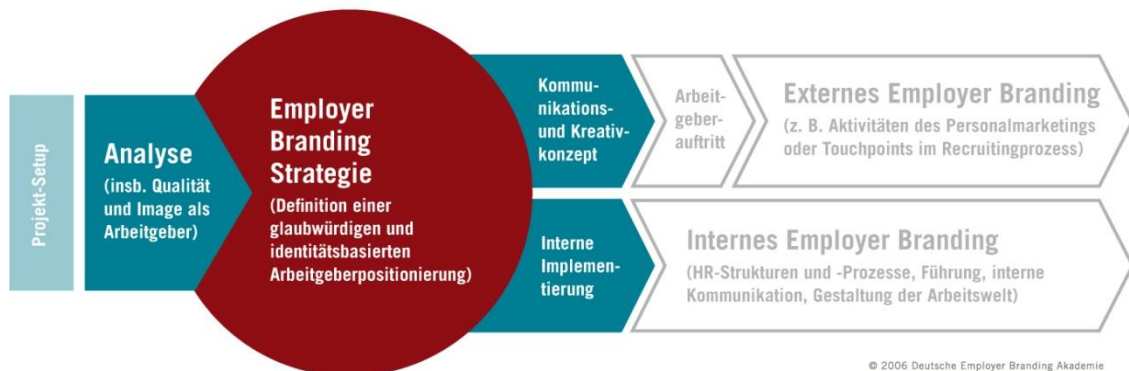 Projekt-Setup
Analyse
(insb. Qualität
und Image als
Arbeitgeber)
Employer
Branding
Strategie
(Definition einer
glaubwürdigen und
identitätsbasierten
Arbeitgeberpositionierung)
Kommu-
nikations-
und Kreativ-
konzept
Arbeit-
geber-
auftritt
Externes Employer Branding
(z. B. Aktivitäten des Personalmarketings
oder Touchpoints im Recruitingprozess)
Interne
Implemen-
tierung
Internes Employer Branding
(HR-Strukturen und -Prozesse, Führung, interne
Kommunikation, Gestaltung der Arbeitswelt)
© 2006 Deutsche Employer Branding Akademie